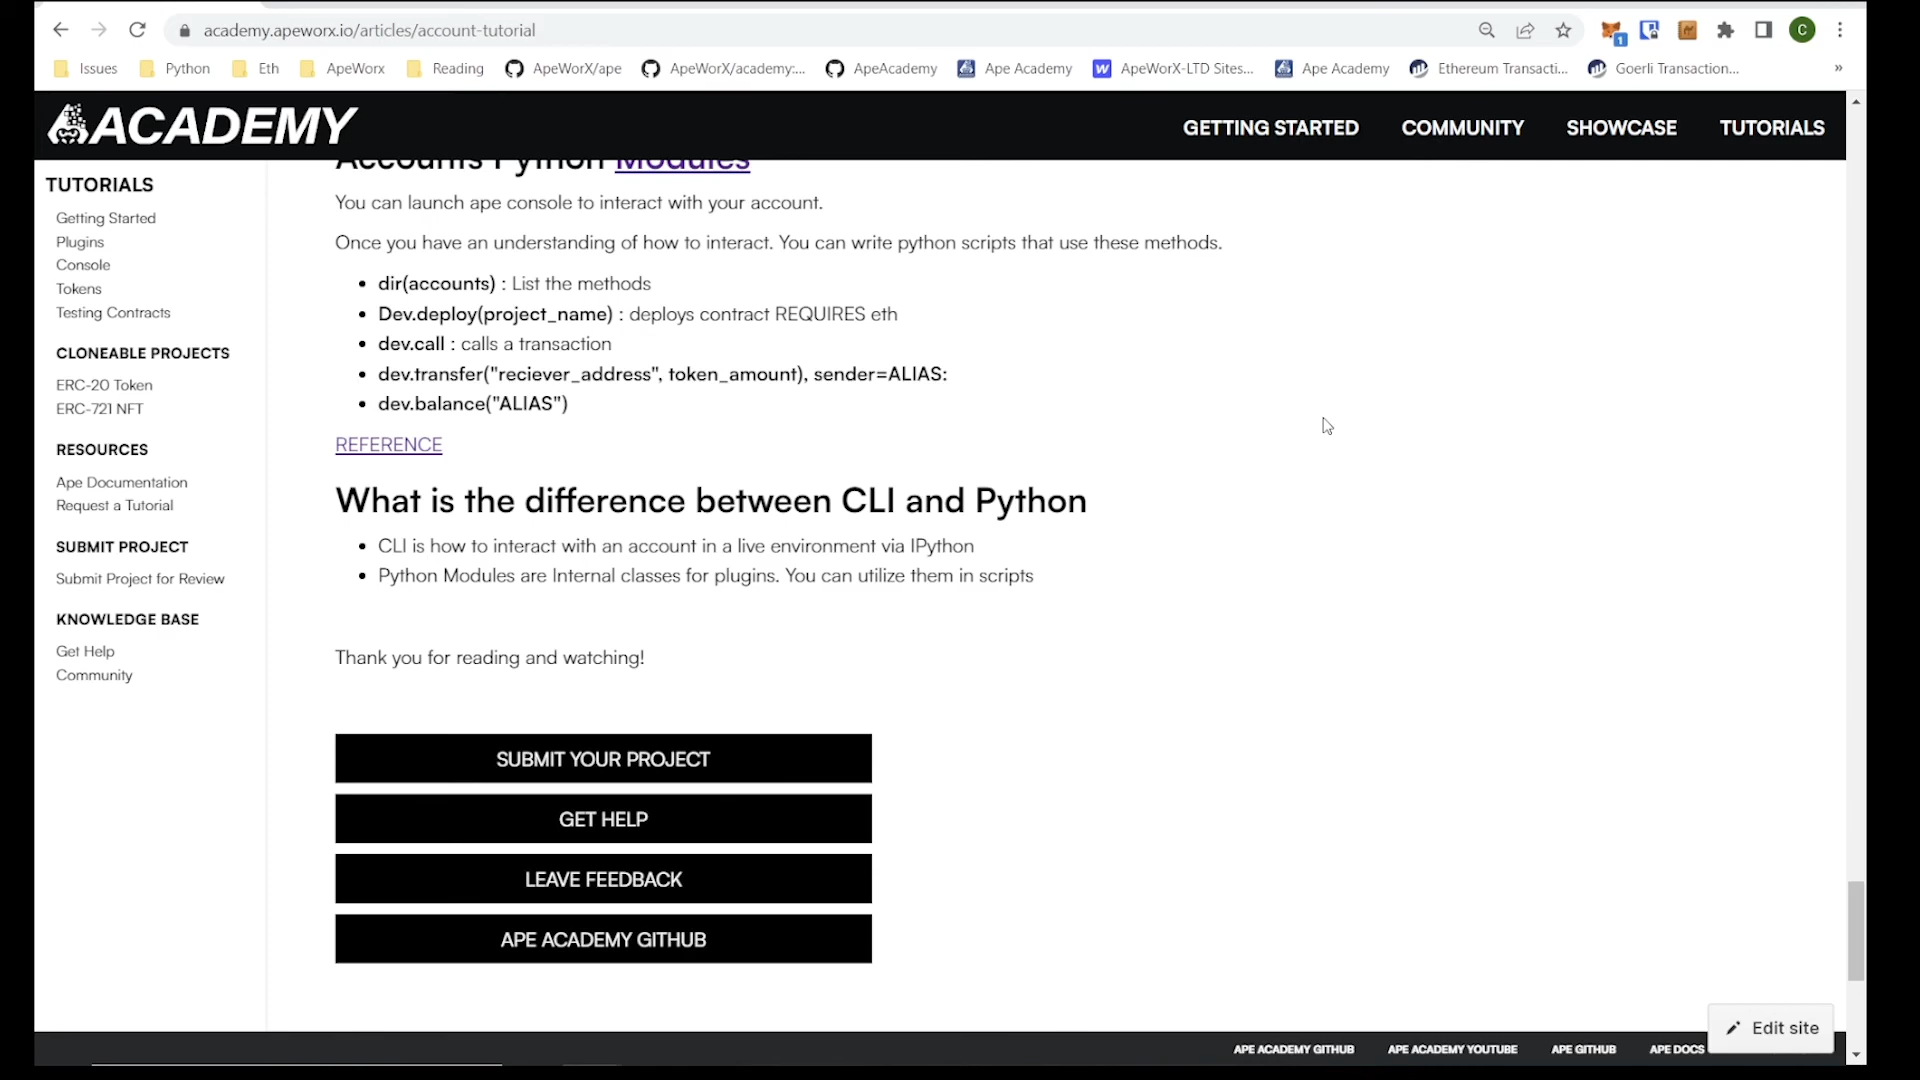 academy.apeworx.io/articles/account-tutorial
1
C
Issues
Python
Eth
ApeWorx
Reading
ApeWorX/ape
ApeWorX/academy:...
ApeAcademy
Ape Academy
W
ApeWorX-LTD Sites...
Ape Academy
Ethereum Transacti...
Goerli Transaction...
»
ACADEMY
GETTING STARTED
COMMUNITY
SHOWCASE
TUTORIALS
TUTORIALS
Getting Started
Plugins
Console
Tokens
Testing Contracts
CLONEABLE PROJECTS
ERC-20 Token
ERC-721 NFT
RESOURCES
Ape Documentation
Request a Tutorial
SUBMIT PROJECT
Submit Project for Review
KNOWLEDGE BASE
Get Help
Community
Accounts Python Modules
You can launch ape console to interact with your account.
Once you have an understanding of how to interact. You can write python scripts that use these methods.
• dir(accounts) : List the methods
• Dev.deploy(project_name) : deploys contract REQUIRES eth
• dev.call : calls a transaction
• dev.transfer("reciever_address", token_amount), sender=ALIAS:
• dev.balance("ALIAS")
REFERENCE
What is the difference between CLI and Python
• CLI is how to interact with an account in a live environment via IPython
• Python Modules are Internal classes for plugins. You can utilize them in scripts
Thank you for reading and watching!
SUBMIT YOUR PROJECT
GET HELP
LEAVE FEEDBACK
APE ACADEMY GITHUB
Edit site
APE ACADEMY GITHUB
APE ACADEMY YOUTUBE
APE GITHUB
APE DOCS